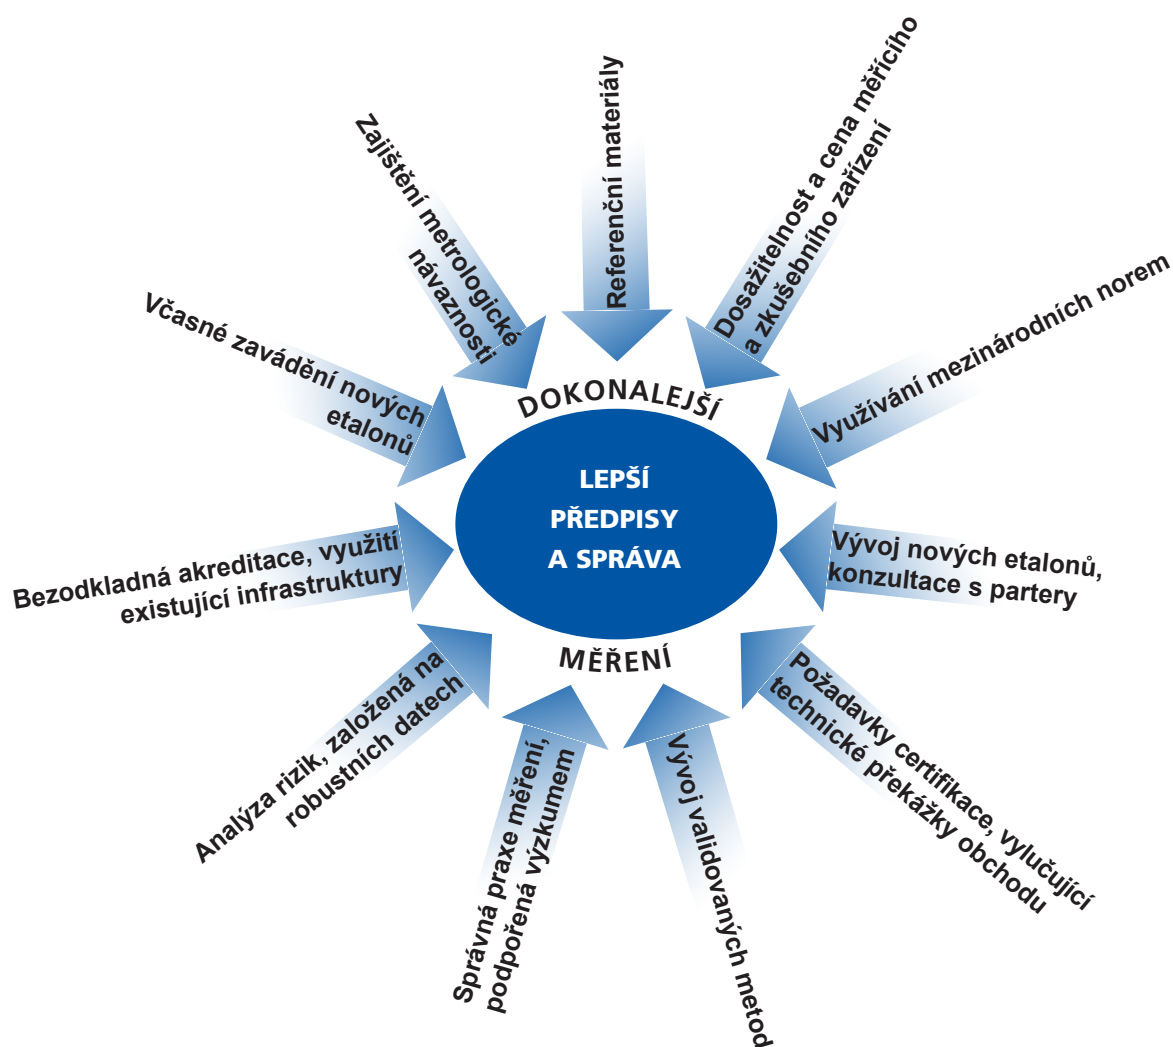 Referenční materiály
Dosažitelnost a cena měřícího
a zkušebního zařízení
Využívání mezinárodních norem
Vývoj nových etalonů,
konzultace s partery
Požadavky certifikace, vylučující
technické překážky obchodu
Vývoj validovaných metod
Správná praxe měření,
podpořená výzkumem
Analýza rizik, založená na
robustních datech
Bezodkladná akreditace, využití
existující infrastruktury
Včasné zavádění nových
etalonů
Zajištění metrologické
návaznosti
DOKONALEJŠÍ
LEPŠÍ
PŘEDPISY
A SPRÁVA
MĚŘENÍ